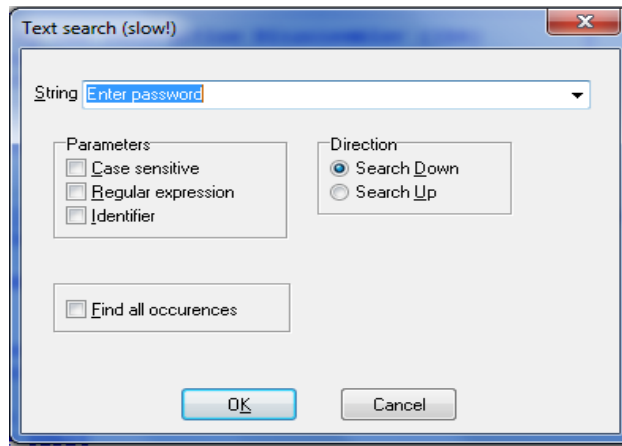 Text search (slow!)
String Enter password
Parameters
Case sensitive
Regular expression
Identifier
Direction
Search Down
Search Up
Find all occurences
OK Cancel